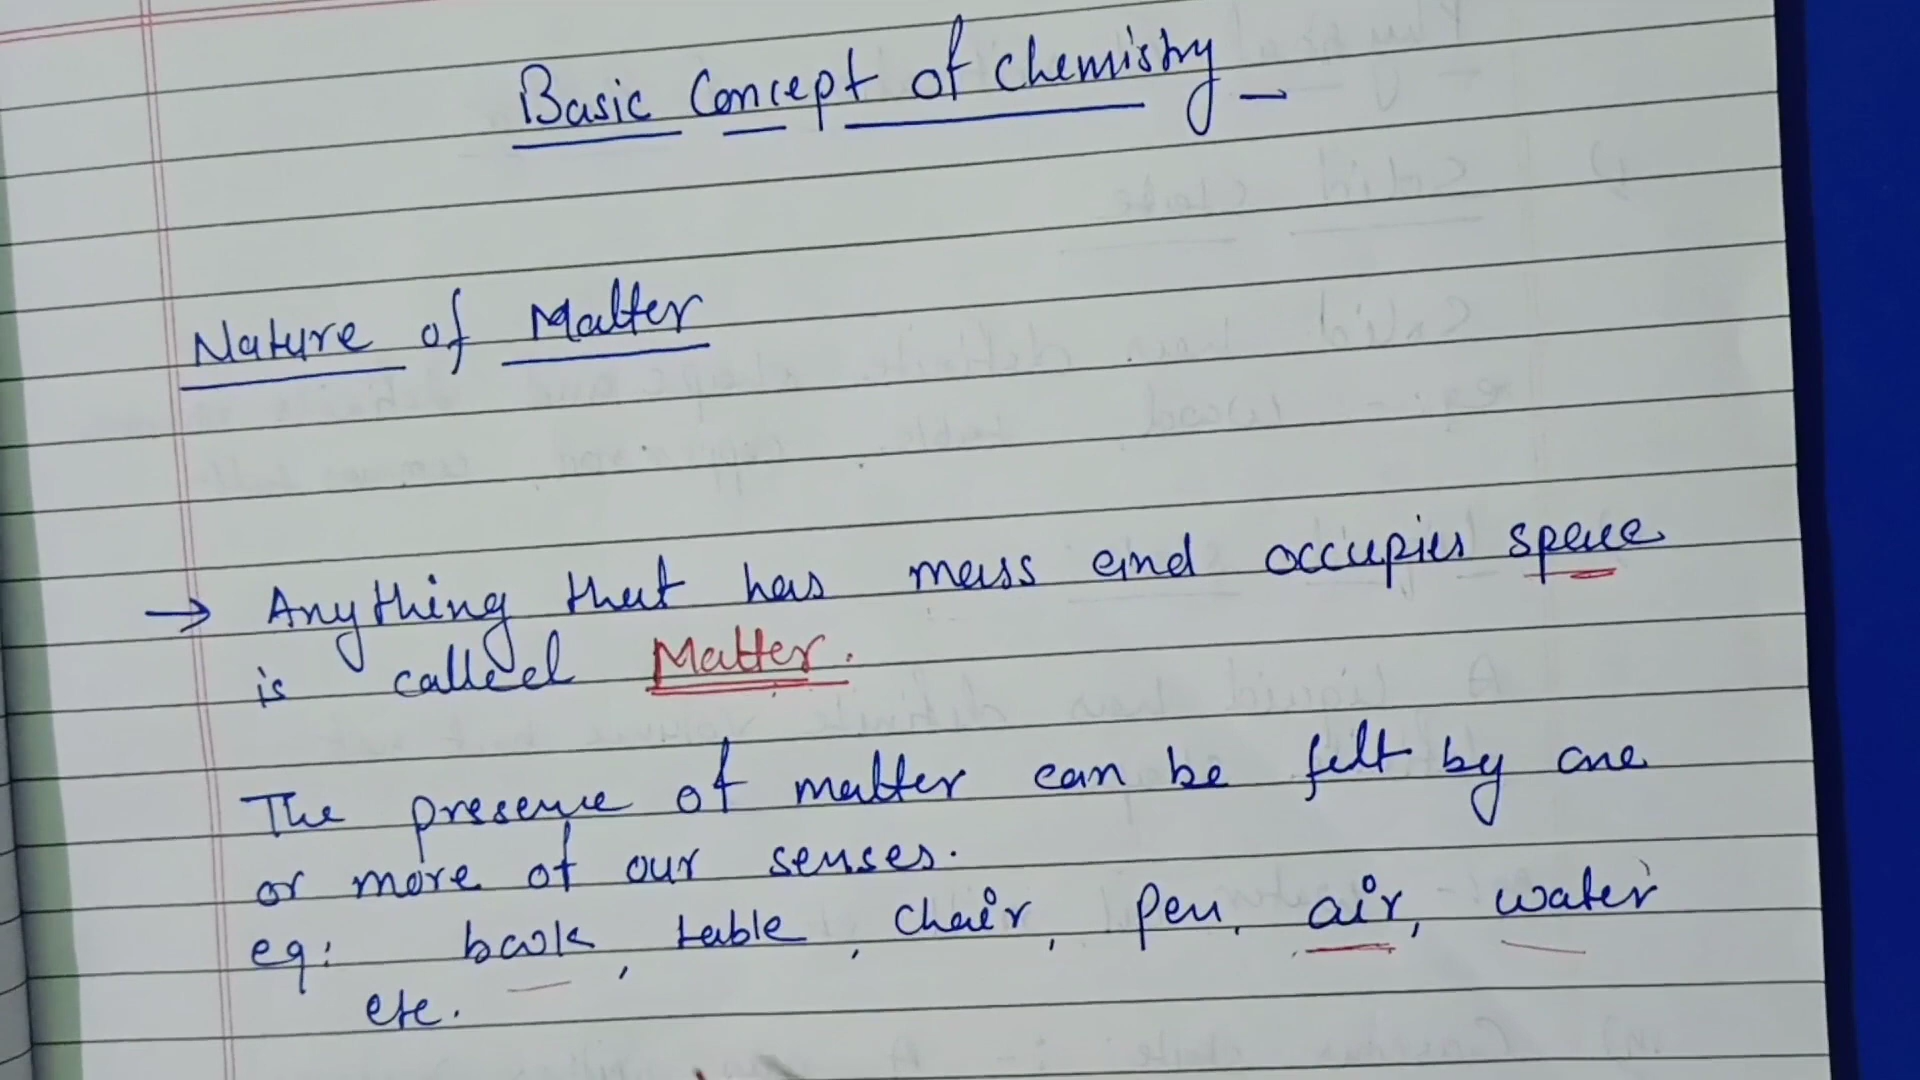 Basic Concept of Chemistry -
Nature of Matter
→ Anything that has mass and occupies space
is called Matter.
The presence of matter can be felt by one
or more of our senses.
eg: book, table, chair, pen, air, water
etc.